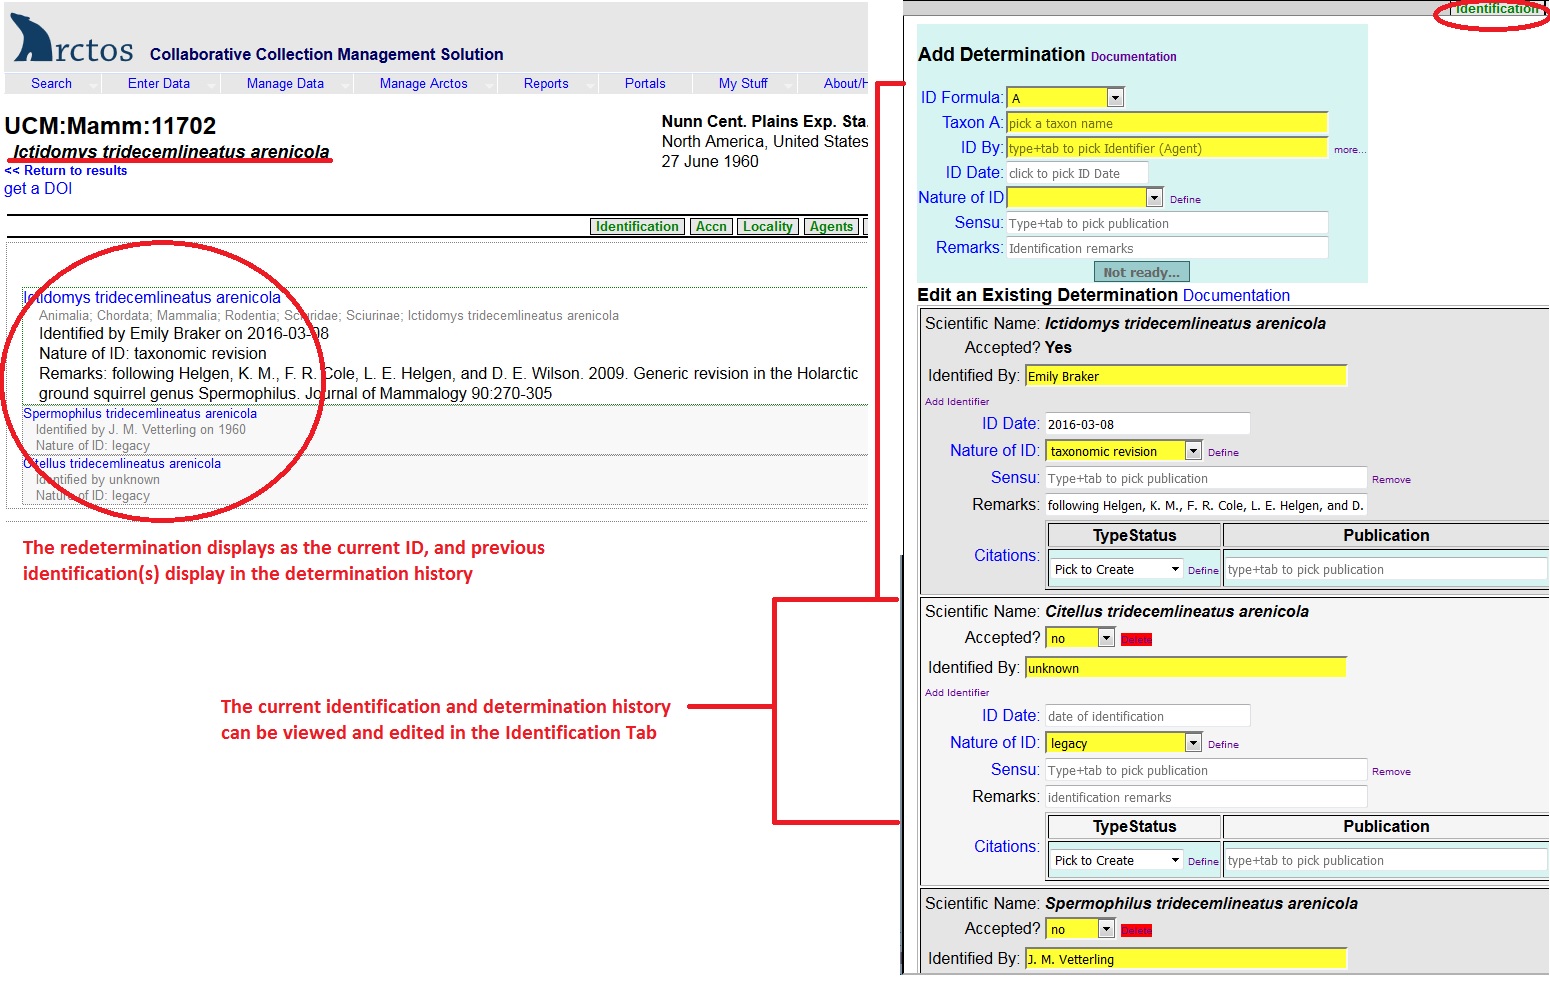 Arctos Collaborative Collection Management Solution
Search Enter Data Manage Data Manage Arctos Reports Portals My Stuff About/H
UCM:Mamm:11702
Ictidomys tridecemlineatus arenicola
<< Return to results
get a DOI
Nunn Cent. Plains Exp. Sta.
North America, United States
27 June 1960
Identification Accn Locality Agents
Ictidomys tridecemlineatus arenicola
Animalia; Chordata; Mammalia; Rodentia; Sciuridae; Sciurinae; Ictidomys tridecemlineatus arenicola
Identified by Emily Braker on 2016-03-08
Nature of ID: taxonomic revision
Remarks: following Helgen, K. M., F. R. Cole, L. E. Helgen, and D. E. Wilson. 2009. Generic revision in the Holarctic
ground squirrel genus Spermophilus. Journal of Mammalogy 90:270-305
Spermophilus tridecemlineatus arenicola
Identified by J. M. Vetterling on 1960
Nature of ID: legacy
Citellus tridecemlineatus arenicola
Identified by unknown
Nature of ID: legacy
The redetermination displays as the current ID, and previous
identification(s) display in the determination history
The current identification and determination history
can be viewed and edited in the Identification Tab
Identification
Add Determination Documentation
ID Formula: A
Taxon A: pick a taxon name
ID By: type+tab to pick Identifier (Agent) more...
ID Date: click to pick ID Date
Nature of ID Define
Sensu: Type+tab to pick publication
Remarks: Identification remarks
Not ready...
Edit an Existing Determination Documentation
Scientific Name: Ictidomys tridecemlineatus arenicola
Accepted? Yes
Identified By: Emily Braker
Add Identifier
ID Date: 2016-03-08
Nature of ID: taxonomic revision Define
Sensu: Type+tab to pick publication Remove
Remarks: following Helgen, K. M., F. R. Cole, L. E. Helgen, and D.
TypeStatus Publication
Citations: Pick to Create Define type+tab to pick publication
Scientific Name: Citellus tridecemlineatus arenicola
Accepted? no Delete
Identified By: unknown
Add Identifier
ID Date: date of identification
Nature of ID: legacy Define
Sensu: Type+tab to pick publication Remove
Remarks: identification remarks
TypeStatus Publication
Citations: Pick to Create Define type+tab to pick publication
Scientific Name: Spermophilus tridecemlineatus arenicola
Accepted? no Delete
Identified By: J. M. Vetterling